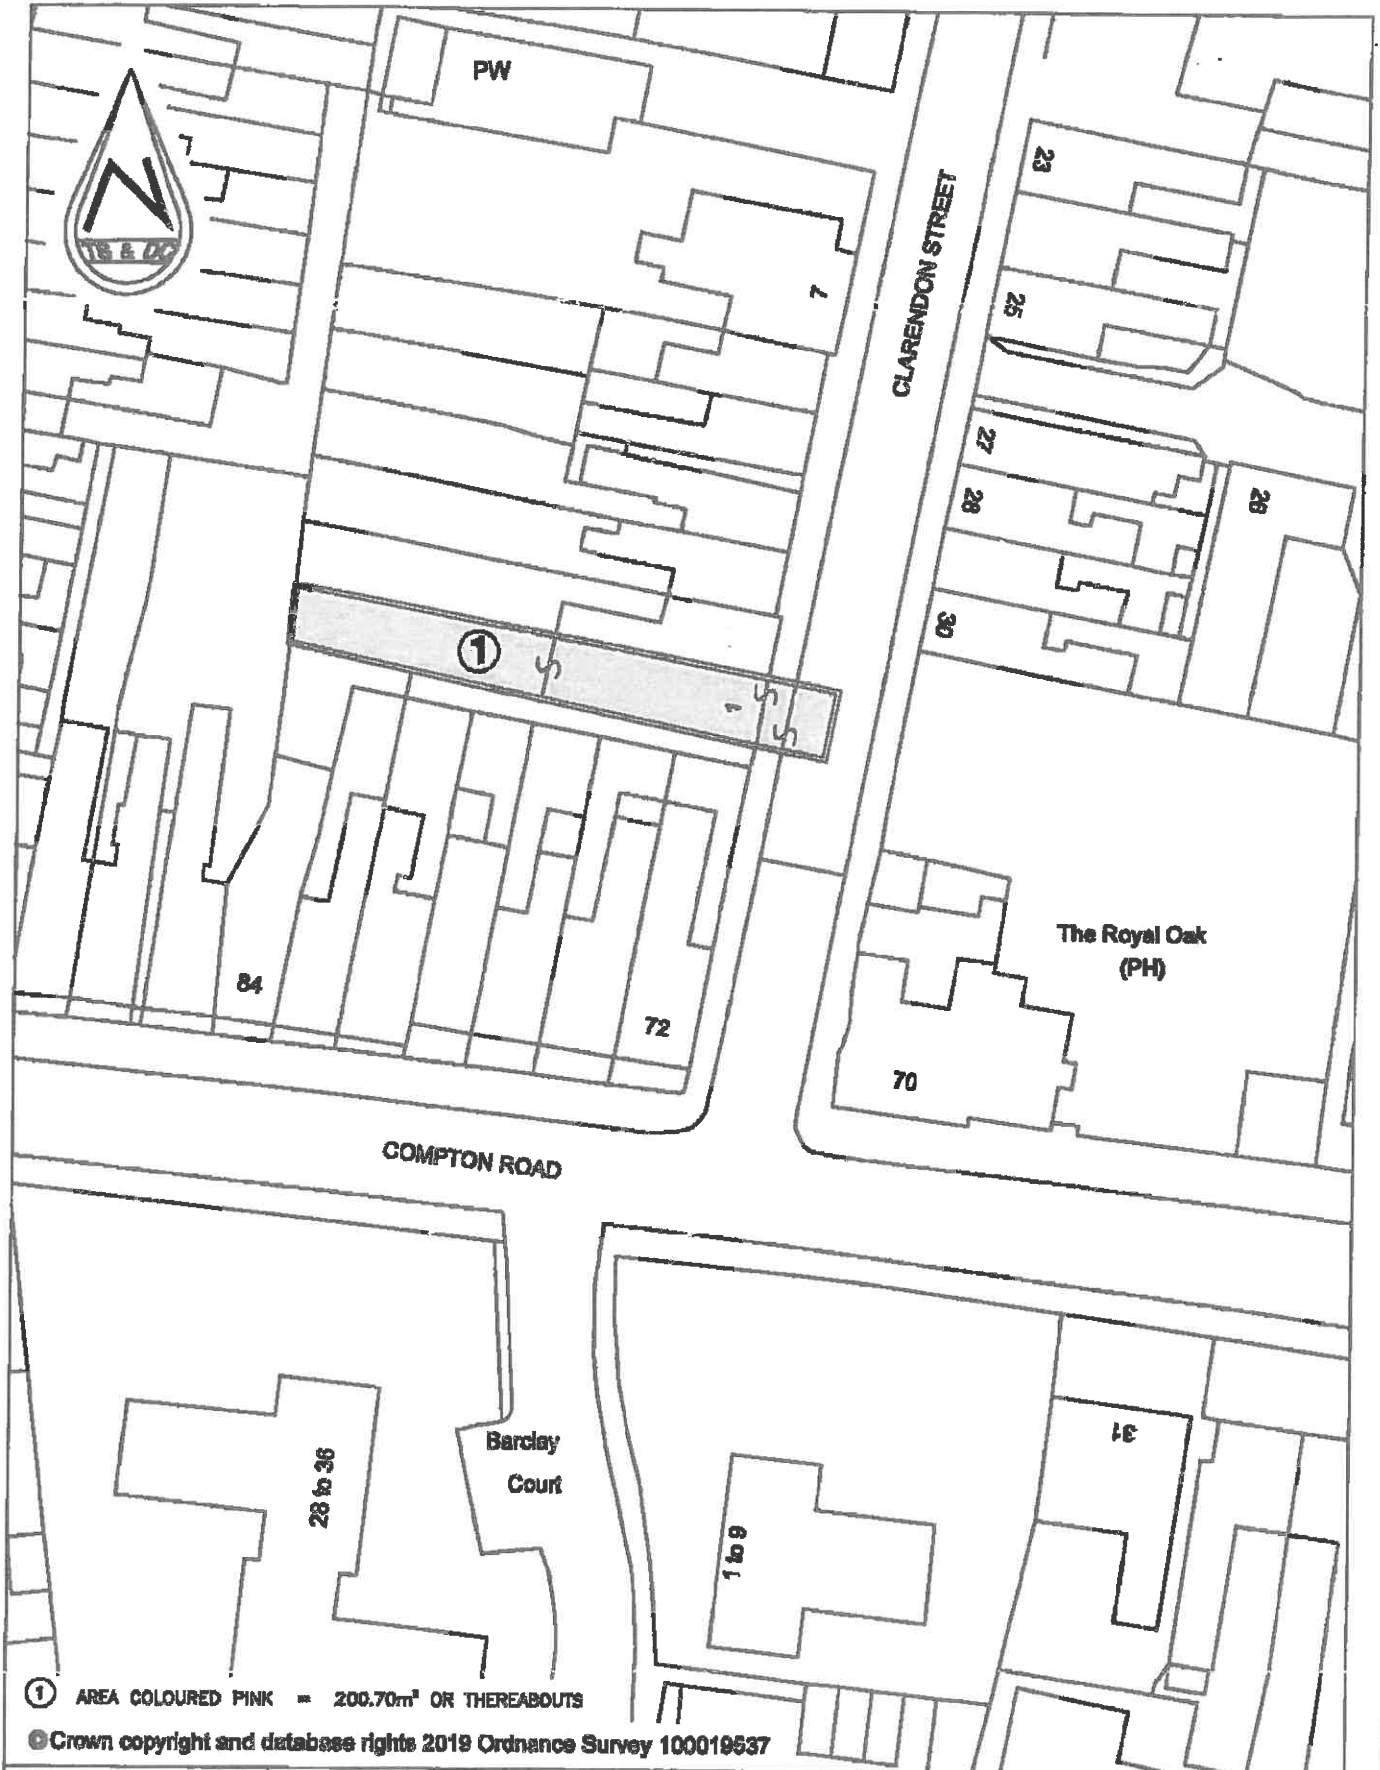 PW
N
TS & DC
23
CLARENDON STREET
7
25
27
28
26
30
1
1
The Royal Oak
(PH)
84
72
70
COMPTON ROAD
Barclay
Court
28 to 36
31
1 to 9
1 AREA COLOURED PINK = 200.70m² OR THEREABOUTS
©Crown copyright and database rights 2019 Ordnance Survey 100019537